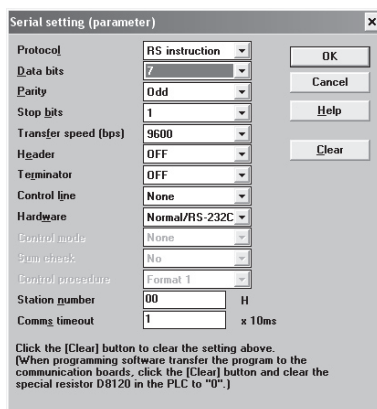 Serial setting (parameter) x
Protocol RS instruction OK
Data bits 7
Cancel
Parity Odd
Stop bits 1 Help
Transfer speed (bps) 9600
Header OFF Clear
Terminator OFF
Control line None
Hardware Normal/RS-232C
Control mode None
Sum check No
Control procedure Format 1
Station number 00 H
Comms timeout 1 x 10ms
Click the [Clear] button to clear the setting above.
(When programming software transfer the program to the
communication boards, click the [Clear] button and clear the
special resistor D8120 in the PLC to "0".)